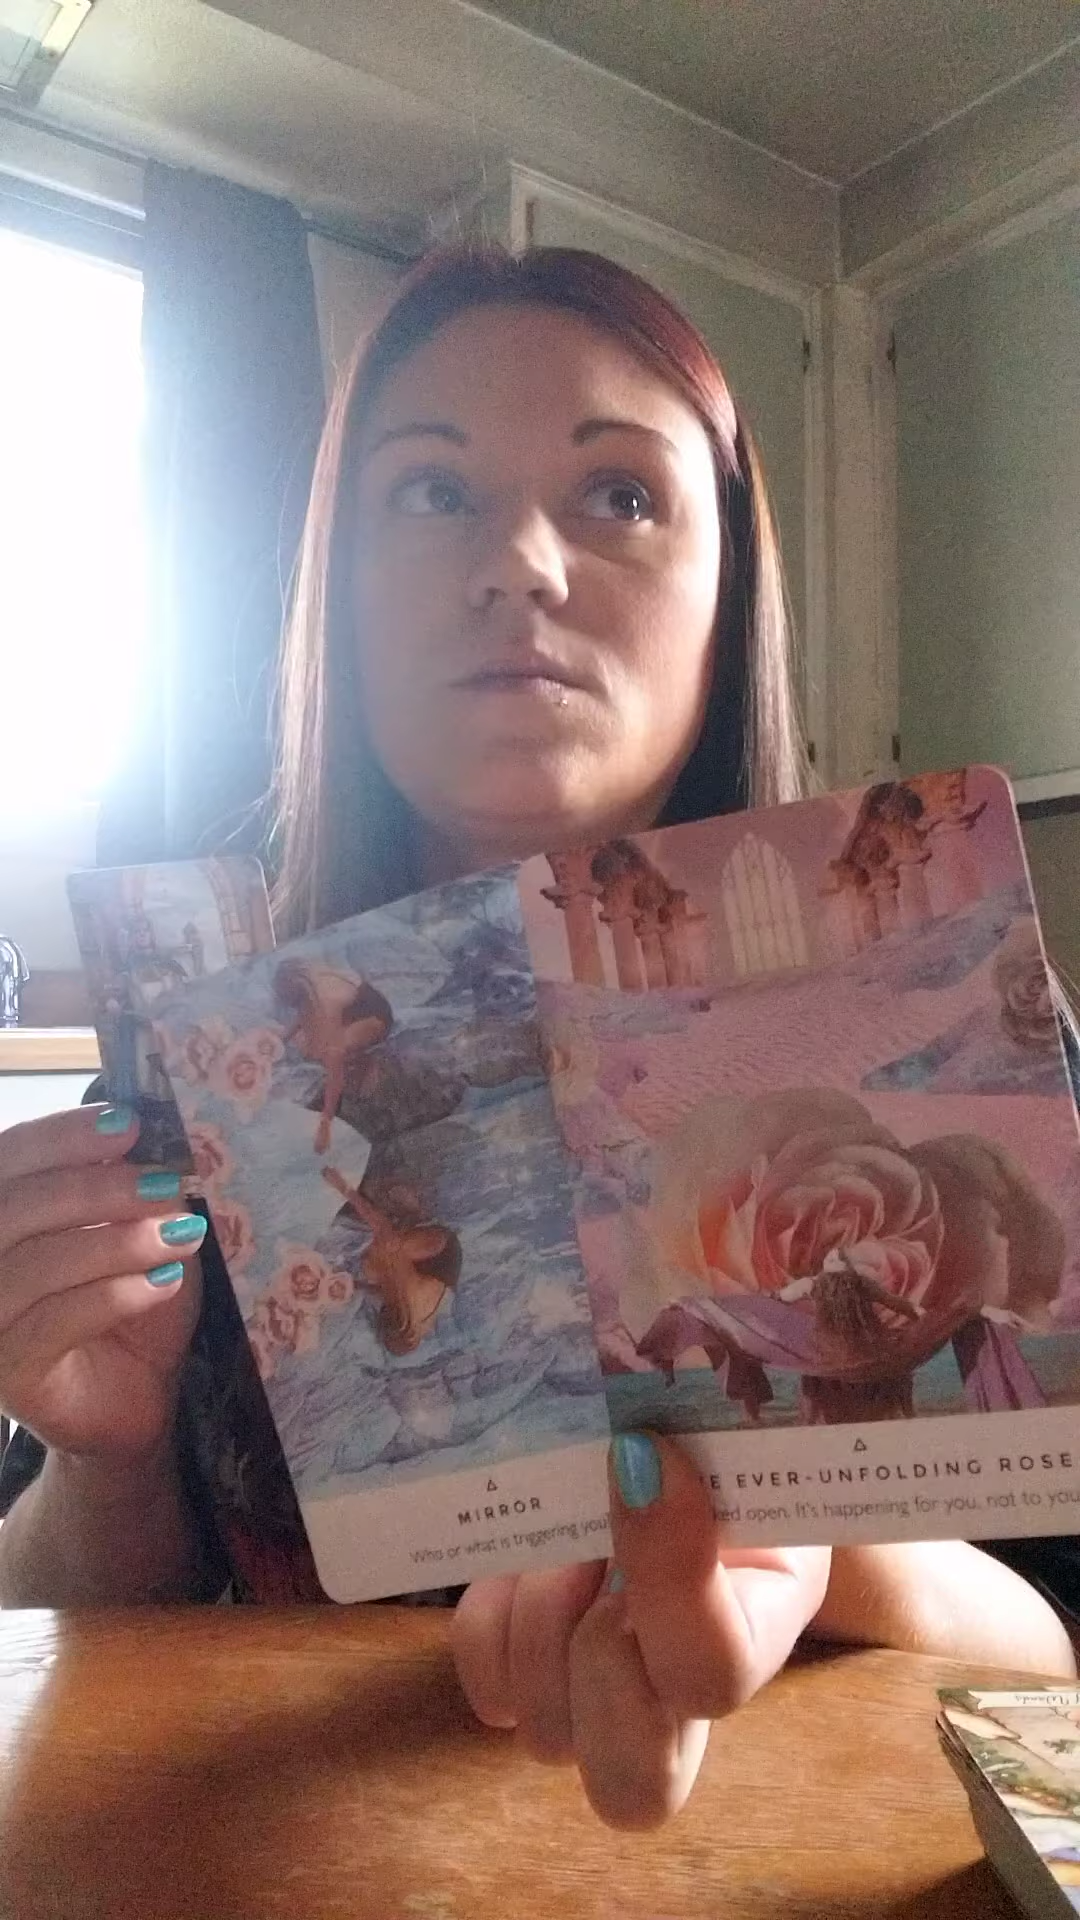 MIRROR
Who or what is triggering you
E EVER-UNFOLDING ROSE
ked open. It's happening for you, not to you
Wands